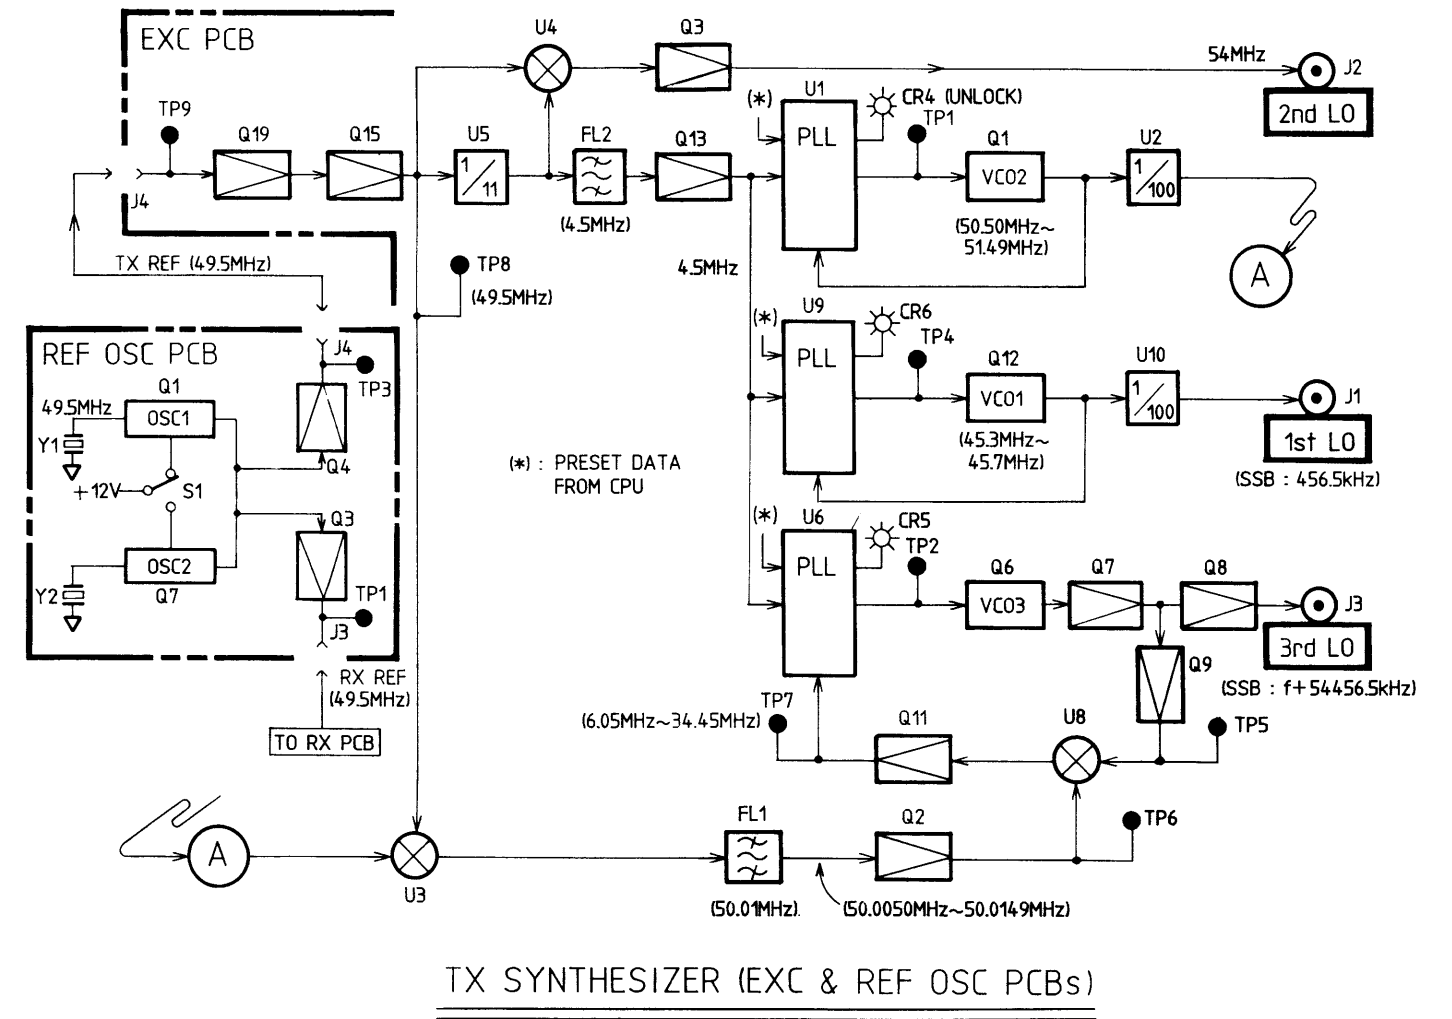 EXC PCB
U4
Q3
54MHz
J2
2nd LO
TP9
Q19
Q15
U5
1/11
FL2
(4.5MHz)
Q13
(*)
U1
PLL
CR4 (UNLOCK)
TP1
Q1
VCO2
(50.50MHz~
51.49MHz)
U2
1/100
A
J4
TX REF (49.5MHz)
TP8
(49.5MHz)
4.5MHz
REF OSC PCB
J4
TP3
Q1
49.5MHz
OSC1
Y1
Q4
+12V
S1
Q3
OSC2
Y2
Q7
TP1
J3
RX REF
(49.5MHz)
TO RX PCB
(*) : PRESET DATA
FROM CPU
(*)
U9
PLL
CR6
TP4
Q12
VCO1
(45.3MHz~
45.7MHz)
U10
1/100
J1
1st LO
(SSB : 456.5kHz)
(*)
U6
PLL
CR5
TP2
Q6
VCO3
Q7
Q8
J3
3rd LO
(SSB : f+54456.5kHz)
Q9
(6.05MHz~34.45MHz)
TP7
Q11
U8
TP5
A
U3
FL1
(50.01MHz).
Q2
TP6
(50.0050MHz~50.0149MHz)
TX SYNTHESIZER (EXC & REF OSC PCBs)